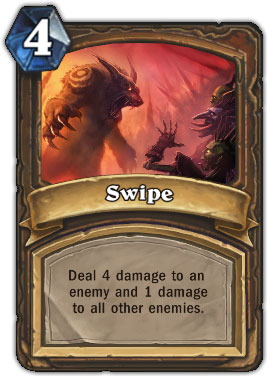 4
Swipe
Deal 4 damage to an
enemy and 1 damage
to all other enemies.